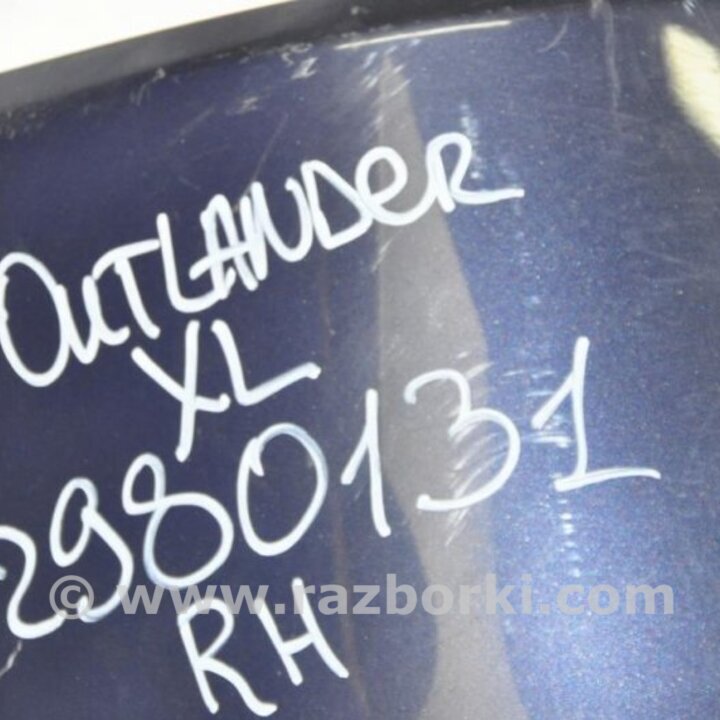 OUTLANDER
XL
2980131
© www.razborki.com
RH